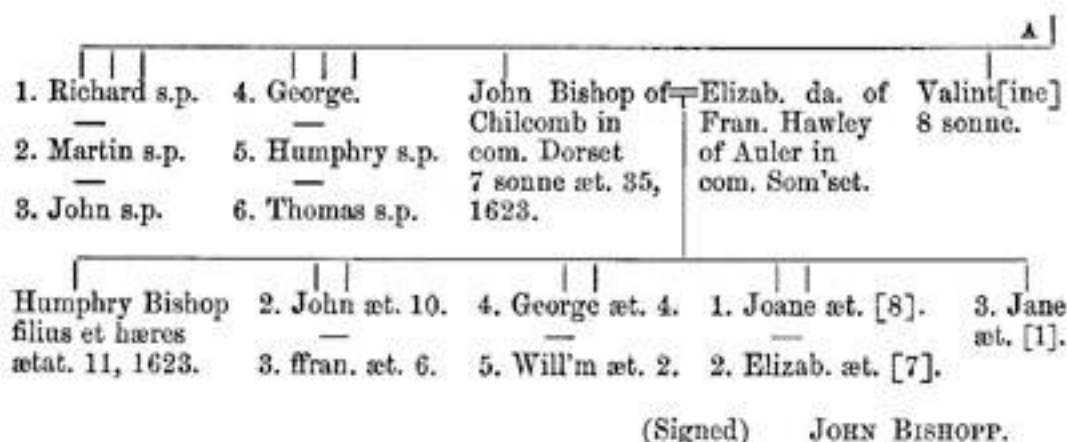 A
1. Richard s.p.
2. Martin s.p.
3. John s.p.
4. George.
5. Humphry s.p.
6. Thomas s.p.
John Bishop of
Chilcomb in
com. Dorset
7 sonne æt. 35,
1623.
Elizab. da. of
Fran. Hawley
of Auler in
com. Som'set.
Valint[ine]
8 sonne.
Humphry Bishop
filius et hæres
ætat. 11, 1623.
2. John æt. 10.
3. ffran. æt. 6.
4. George æt. 4.
5. Will'm æt. 2.
1. Joane æt. [8].
2. Elizab. æt. [7].
3. Jane
æt. [1].
(Signed) JOHN BISHOPP.